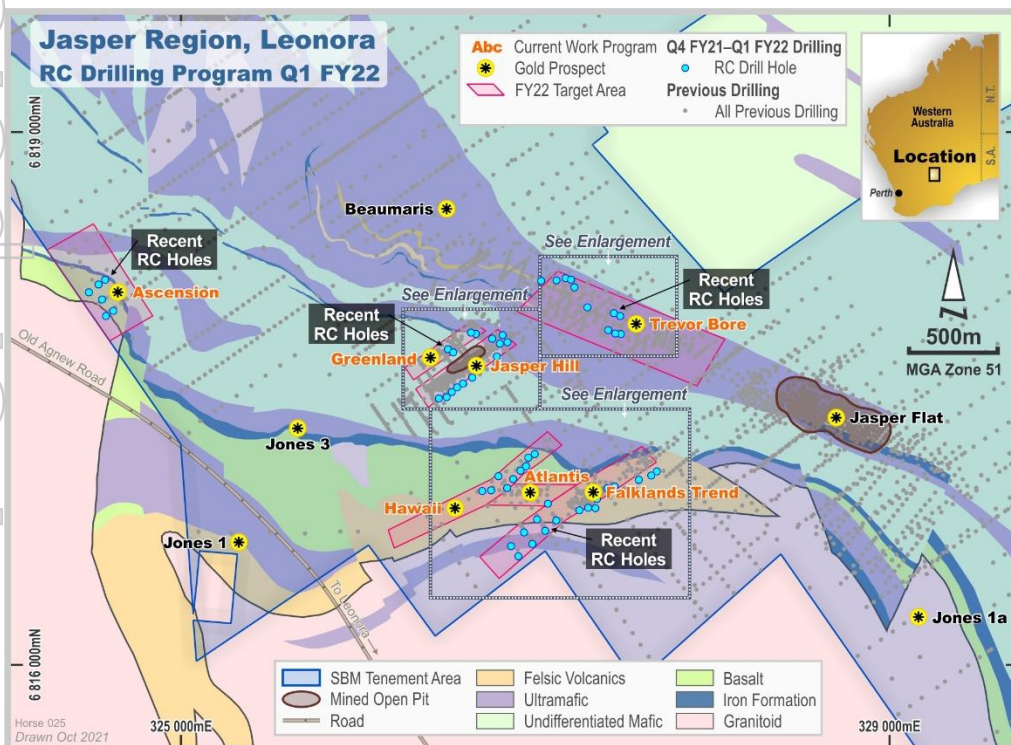 Jasper Region, Leonora
RC Drilling Program Q1 FY22
Abc Current Work Program
Gold Prospect
FY22 Target Area
Q4 FY21–Q1 FY22 Drilling
RC Drill Hole
Previous Drilling
All Previous Drilling
Western
Australia
N.T.
S.A.
Location
Perth
6 819 000mN
Beaumaris
See Enlargement
Recent
RC Holes
Ascension
See Enlargement
Recent
RC Holes
Trevor Bore
Z
500m
MGA Zone 51
Recent
RC Holes
Greenland
Jasper Hill
Old Agnew Road
See Enlargement
Jasper Flat
Jones 3
Atlantis
Hawaii
Falklands Trend
Recent
RC Holes
Jones 1
To Leonora
Jones 1a
6 816 000mN
SBM Tenement Area
Mined Open Pit
Road
Felsic Volcanics
Ultramafic
Undifferentiated Mafic
Basalt
Iron Formation
Granitoid
Horse 025
Drawn Oct 2021
325 000mE
329 000mE